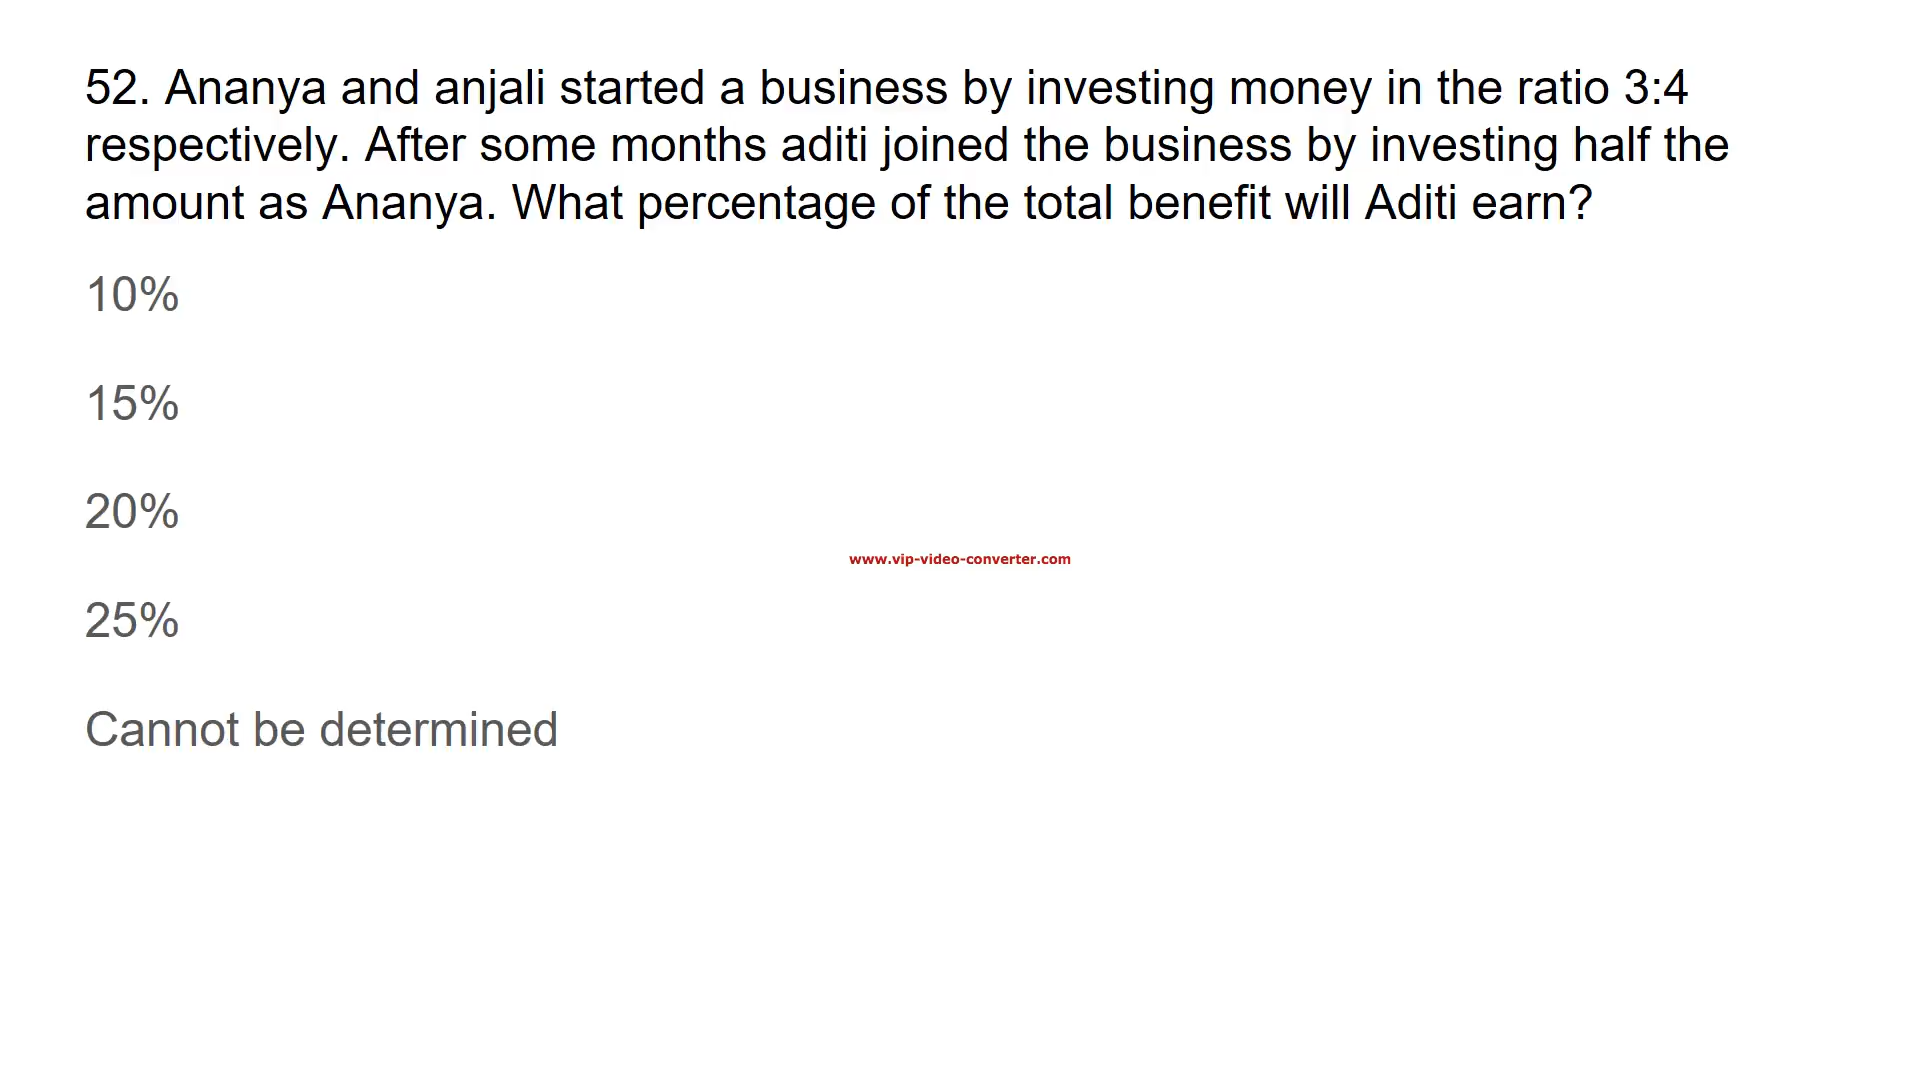 52. Ananya and anjali started a business by investing money in the ratio 3:4
respectively. After some months aditi joined the business by investing half the
amount as Ananya. What percentage of the total benefit will Aditi earn?
10%
15%
20%
www.vip-video-converter.com
25%
Cannot be determined